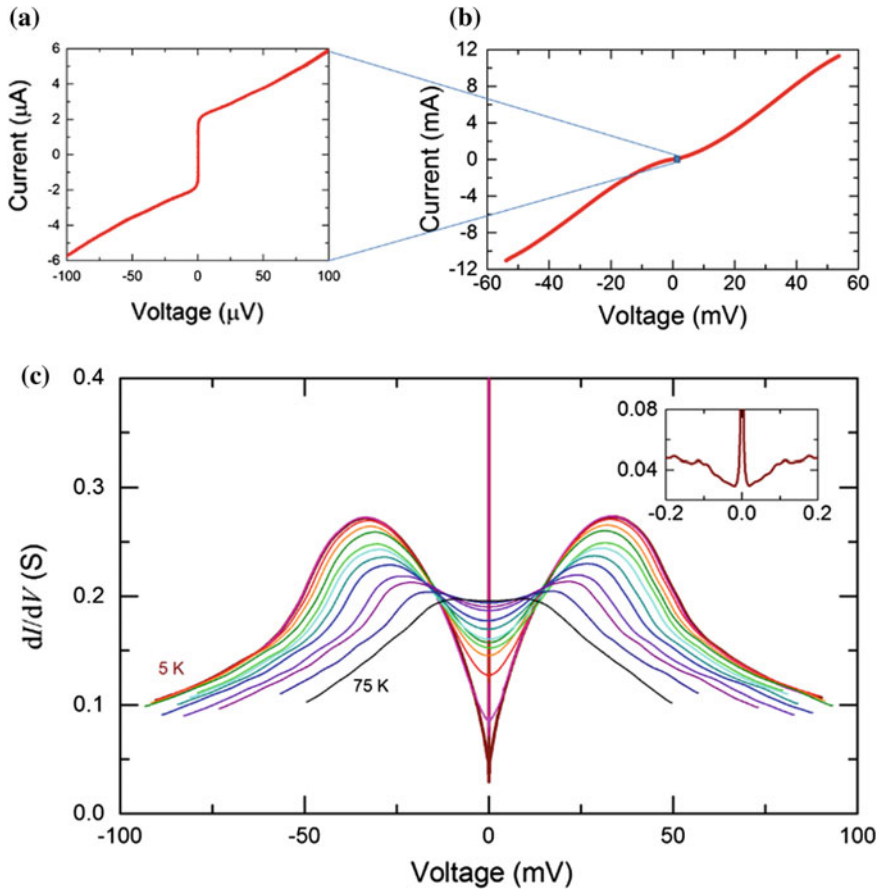 (a)
6
4
2
0
-2
-4
-6
-100 -50 0 50 100
Current (μA)
Voltage (μV)
(b)
12
8
4
0
-4
-8
-12
-60 -40 -20 0 20 40 60
Current (mA)
Voltage (mV)
(c)
0.4
0.3
0.2
0.1
0.0
-100 -50 0 50 100
dI/dV (S)
Voltage (mV)
5 K
75 K
0.08
0.04
-0.2 0.0 0.2